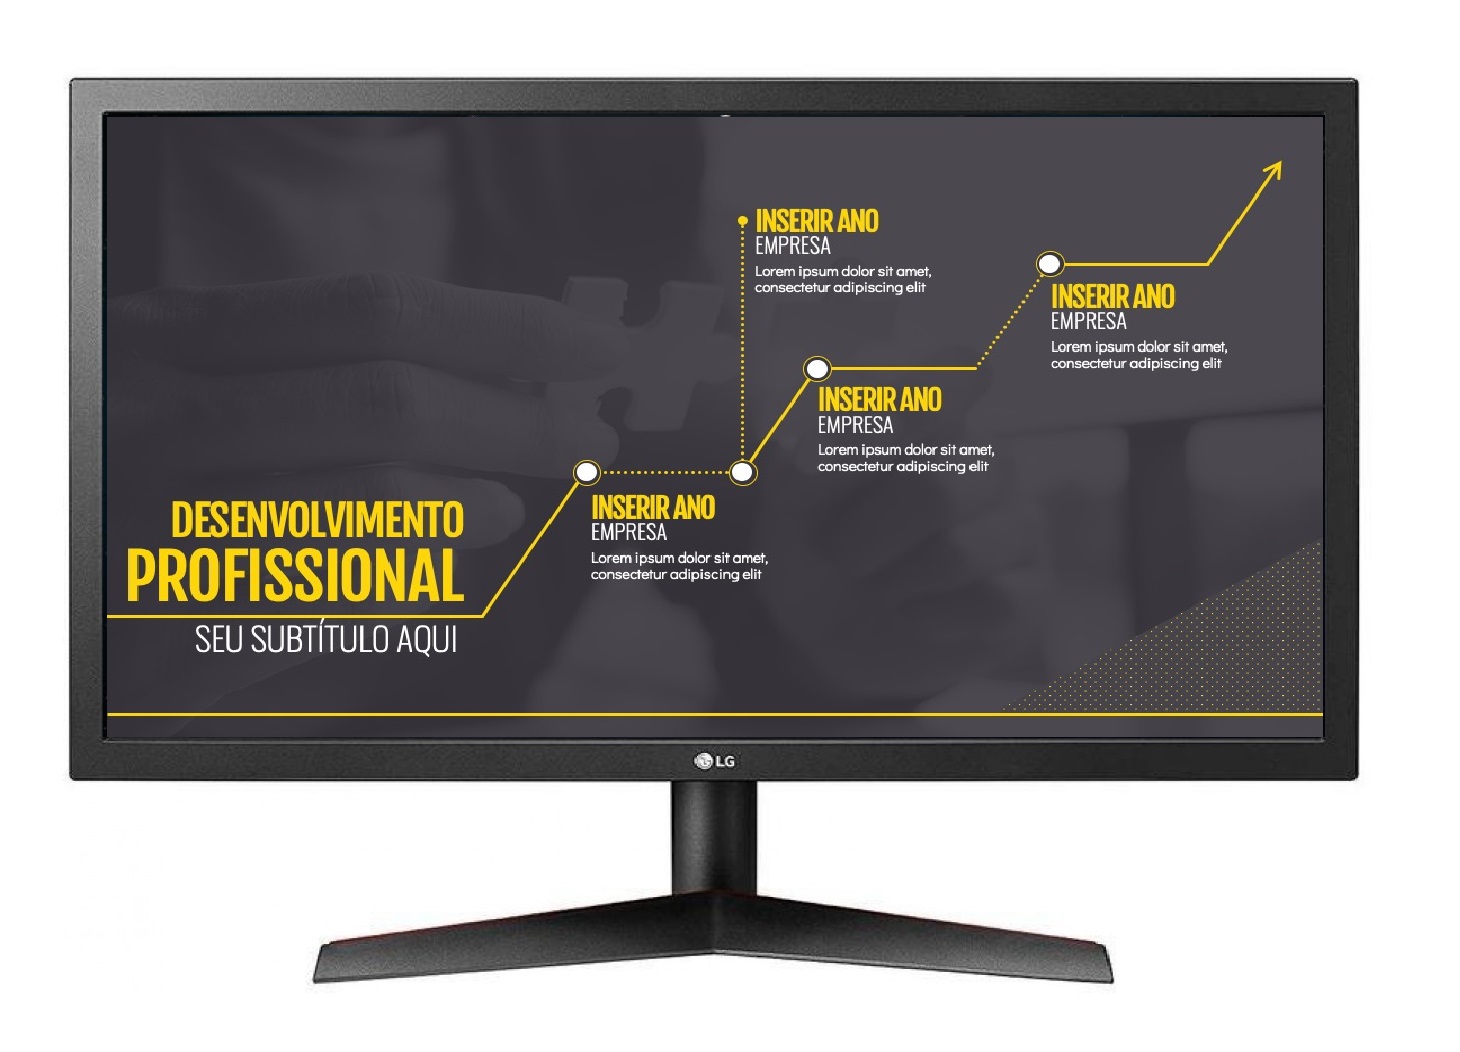 INSERIR ANO
EMPRESA
Lorem ipsum dolor sit amet,
consectetur adipiscing elit
INSERIR ANO
EMPRESA
Lorem ipsum dolor sit amet,
consectetur adipiscing elit
INSERIR ANO
EMPRESA
Lorem ipsum dolor sit amet,
consectetur adipiscing elit
INSERIR ANO
EMPRESA
Lorem ipsum dolor sit amet,
consectetur adipiscing elit
DESENVOLVIMENTO
PROFISSIONAL
SEU SUBTÍTULO AQUI
LG